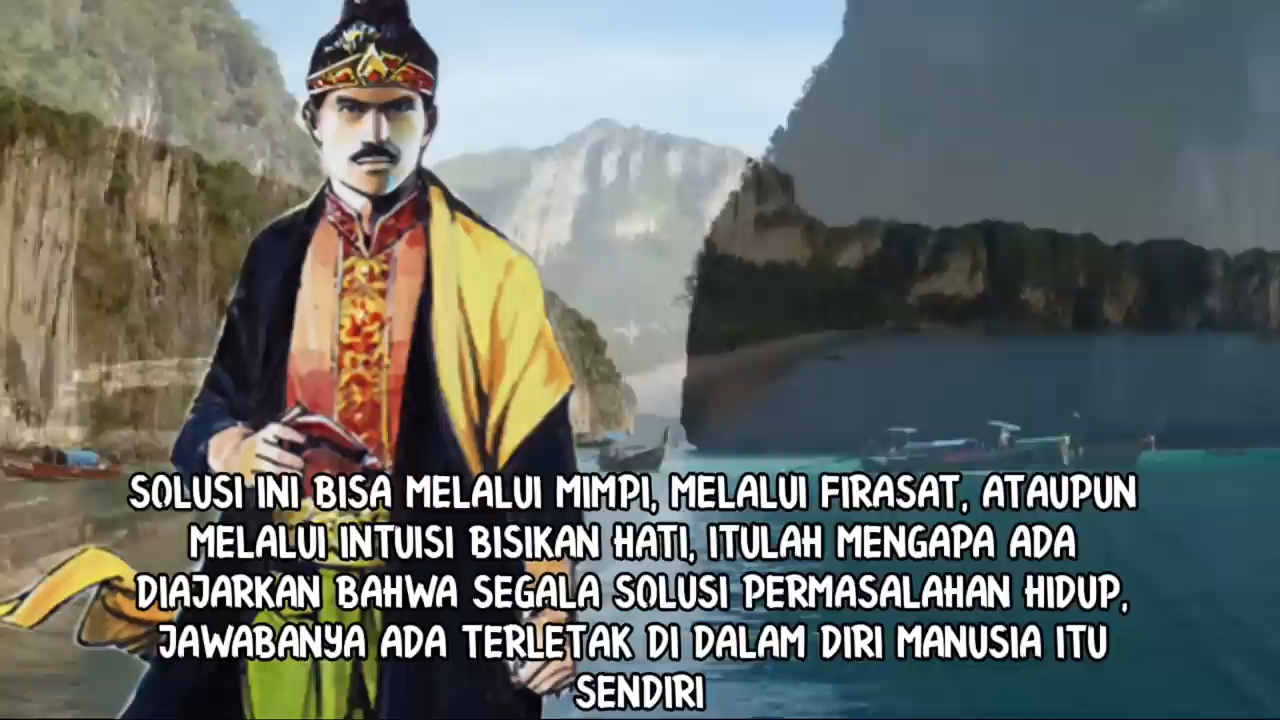 SOLUSI INI BISA MELALUI MIMPI, MELALUI FIRASAT, ATAUPUN
MELALUI INTUISI BISIKAN HATI, ITULAH MENGAPA ADA
DIAJARKAN BAHWA SEGALA SOLUSI PERMASALAHAN HIDUP,
JAWABANYA ADA TERLETAK DI DALAM DIRI MANUSIA ITU
SENDIRI